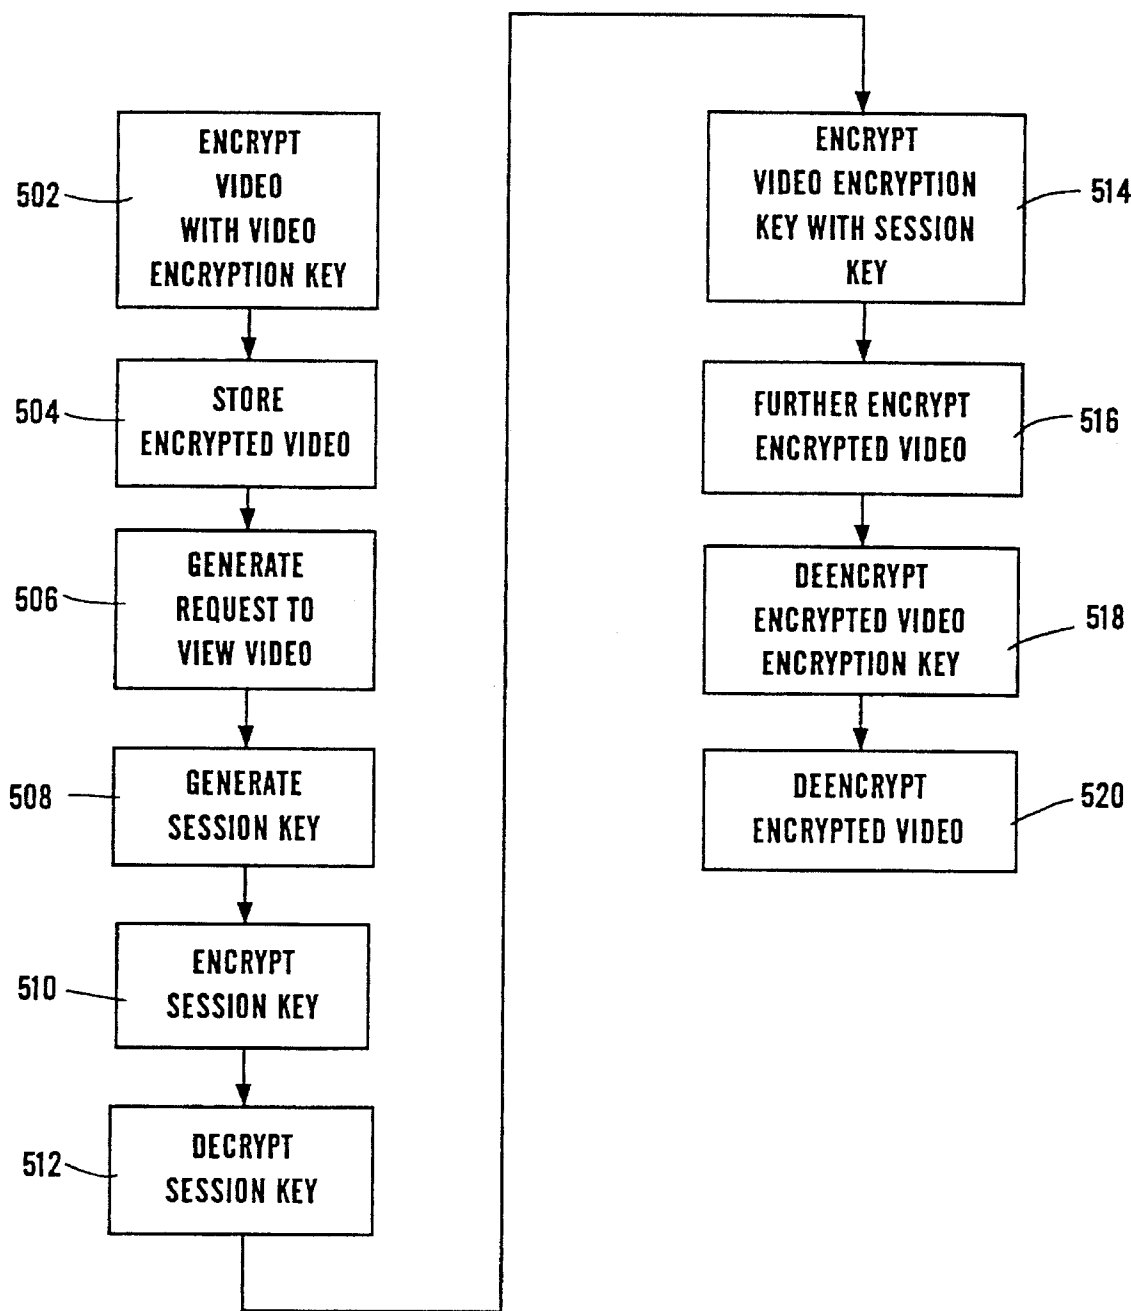 502
ENCRYPT
VIDEO
WITH VIDEO
ENCRYPTION KEY
504
STORE
ENCRYPTED VIDEO
506
GENERATE
REQUEST TO
VIEW VIDEO
508
GENERATE
SESSION KEY
510
ENCRYPT
SESSION KEY
512
DECRYPT
SESSION KEY
ENCRYPT
VIDEO ENCRYPTION
KEY WITH SESSION
KEY
514
FURTHER ENCRYPT
ENCRYPTED VIDEO
516
DEENCRYPT
ENCRYPTED VIDEO
ENCRYPTION KEY
518
DEENCRYPT
ENCRYPTED VIDEO
520